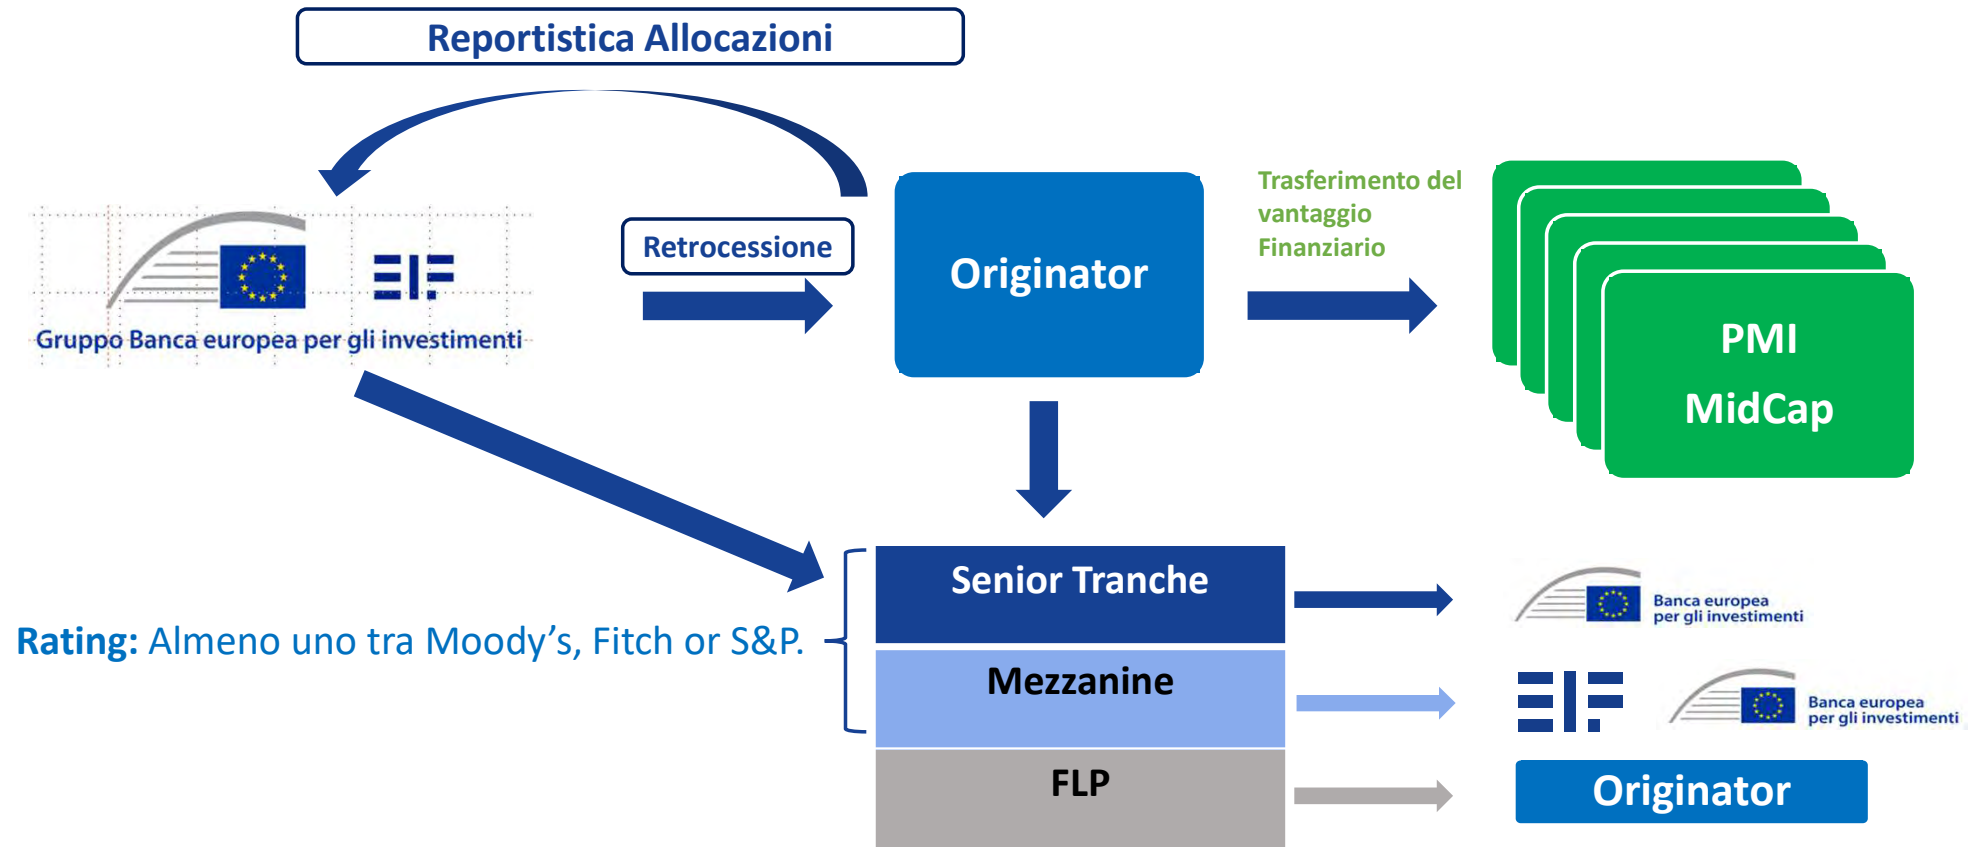 Reportistica Allocazioni
Retrocessione
Originator
Trasferimento del
vantaggio
Finanziario
PMI
MidCap
EIF
Gruppo Banca europea per gli investimenti
Senior Tranche
Banca europea
per gli investimenti
Rating: Almeno uno tra Moody’s, Fitch or S&P.
Mezzanine
EIF
Banca europea
per gli investimenti
FLP
Originator